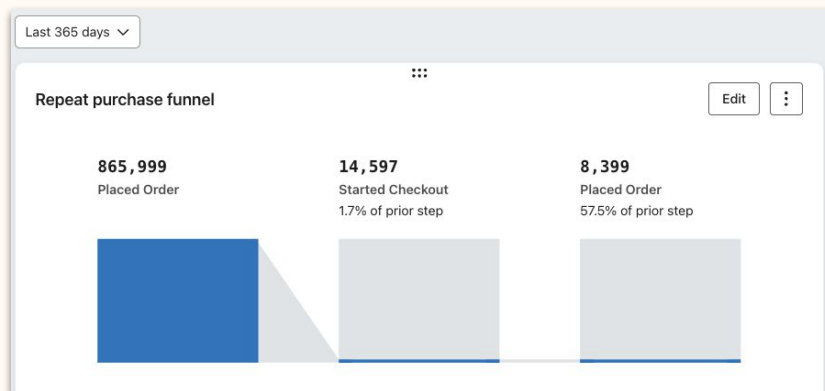 Last 365 days
Repeat purchase funnel
Edit
865,999
Placed Order
14,597
Started Checkout
1.7% of prior step
8,399
Placed Order
57.5% of prior step